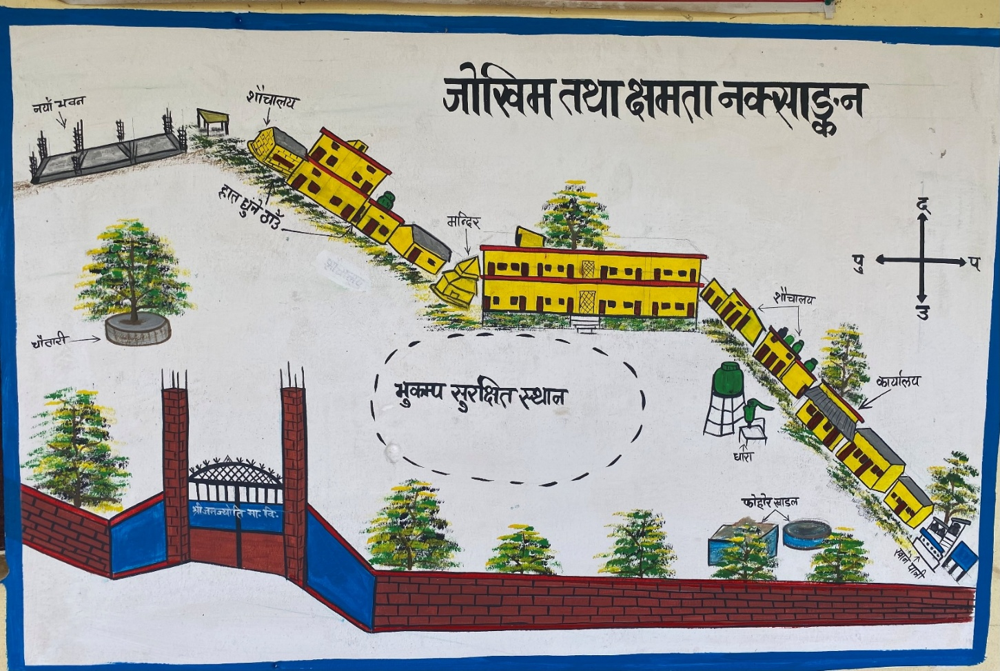 जोखिम तथा क्षमता नक्साङ्कन
नयाँ भवन
शौचालय
हात धुने ठाउँ
मन्दिर
द
पु
प
उ
शौचालय
चौतारी
भुकम्प सुरक्षित स्थान
कार्यालय
धारा
श्री जनज्योति मा. वि.
फोहोर खाडल
खाने पानी